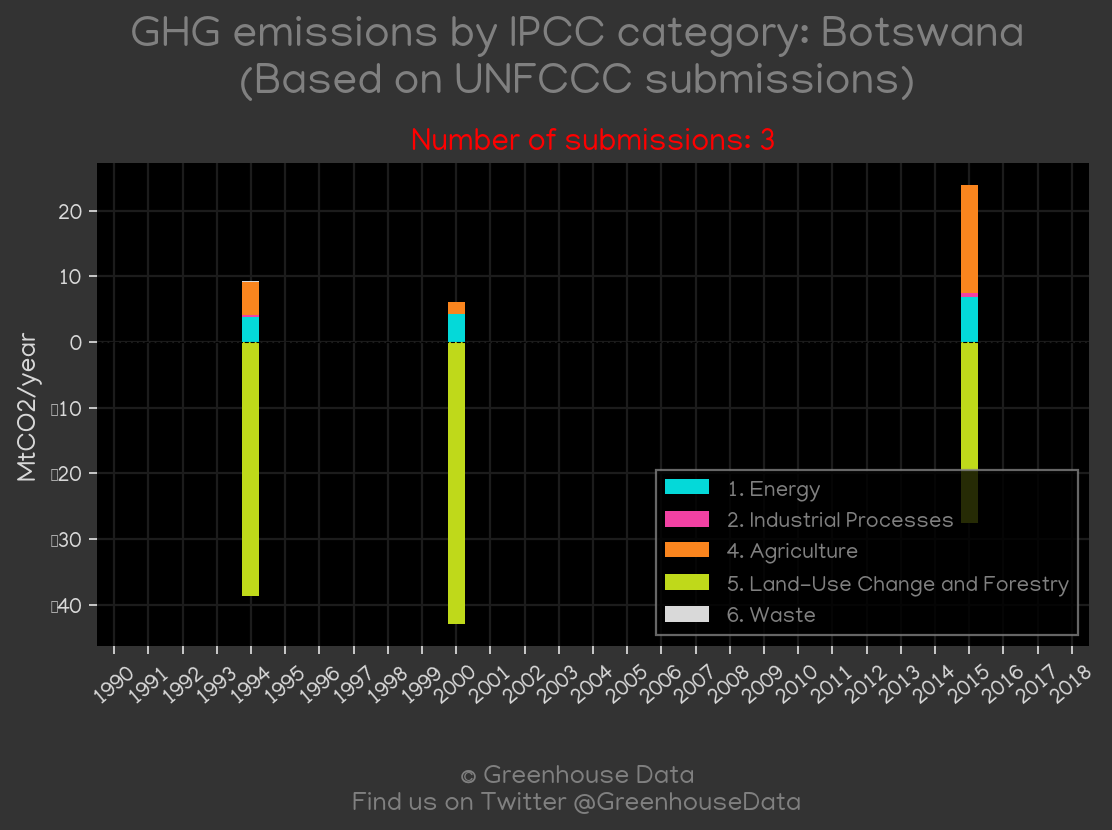 GHG emissions by IPCC category: Botswana
(Based on UNFCCC submissions)
Number of submissions: 3
MtCO2/year
20
10
0
▯10
▯20
▯30
▯40
1. Energy
2. Industrial Processes
4. Agriculture
5. Land-Use Change and Forestry
6. Waste
1990 1991 1992 1993 1994 1995 1996 1997 1998 1999 2000 2001 2002 2003 2004 2005 2006 2007 2008 2009 2010 2011 2012 2013 2014 2015 2016 2017 2018
© Greenhouse Data
Find us on Twitter @GreenhouseData